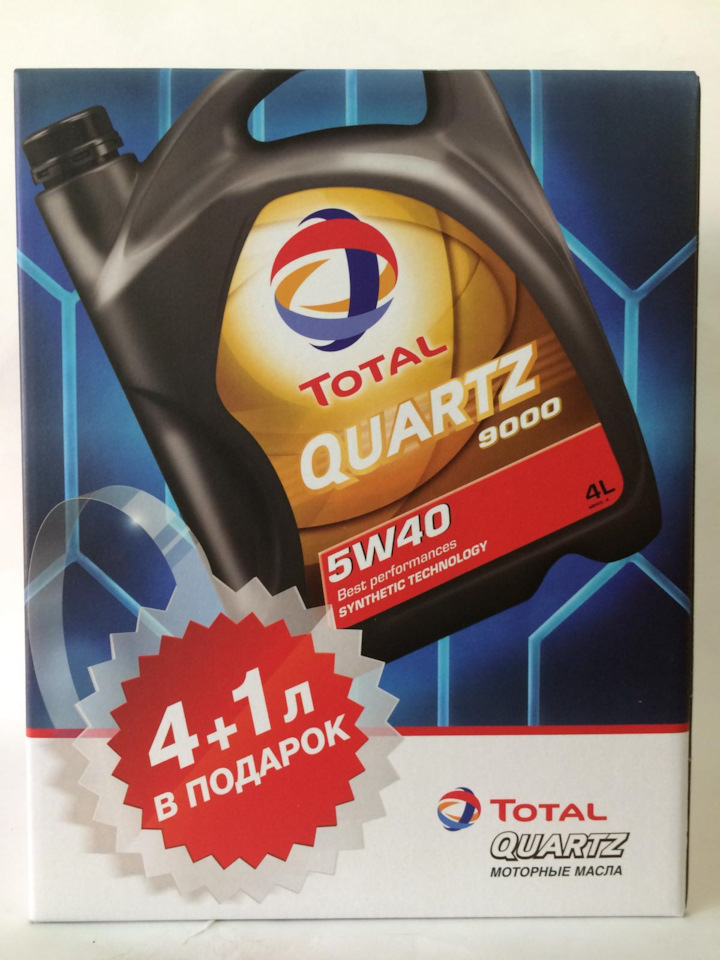 TOTAL
QUARTZ
9000
4L
5W40
Best performances
SYNTHETIC TECHNOLOGY
4+1л
В ПОДАРОК
TOTAL
QUARTZ
МОТОРНЫЕ МАСЛА